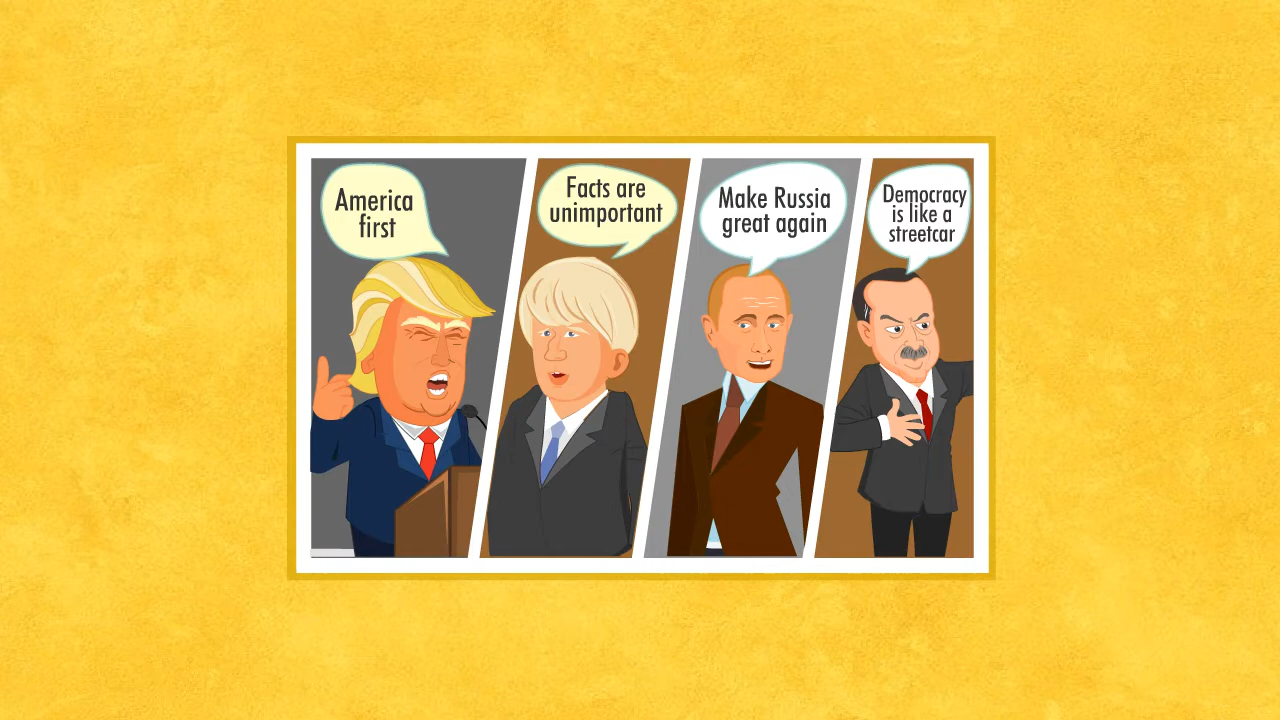 America
first
Facts are
unimportant
Make Russia
great again
Democracy
is like a
streetcar